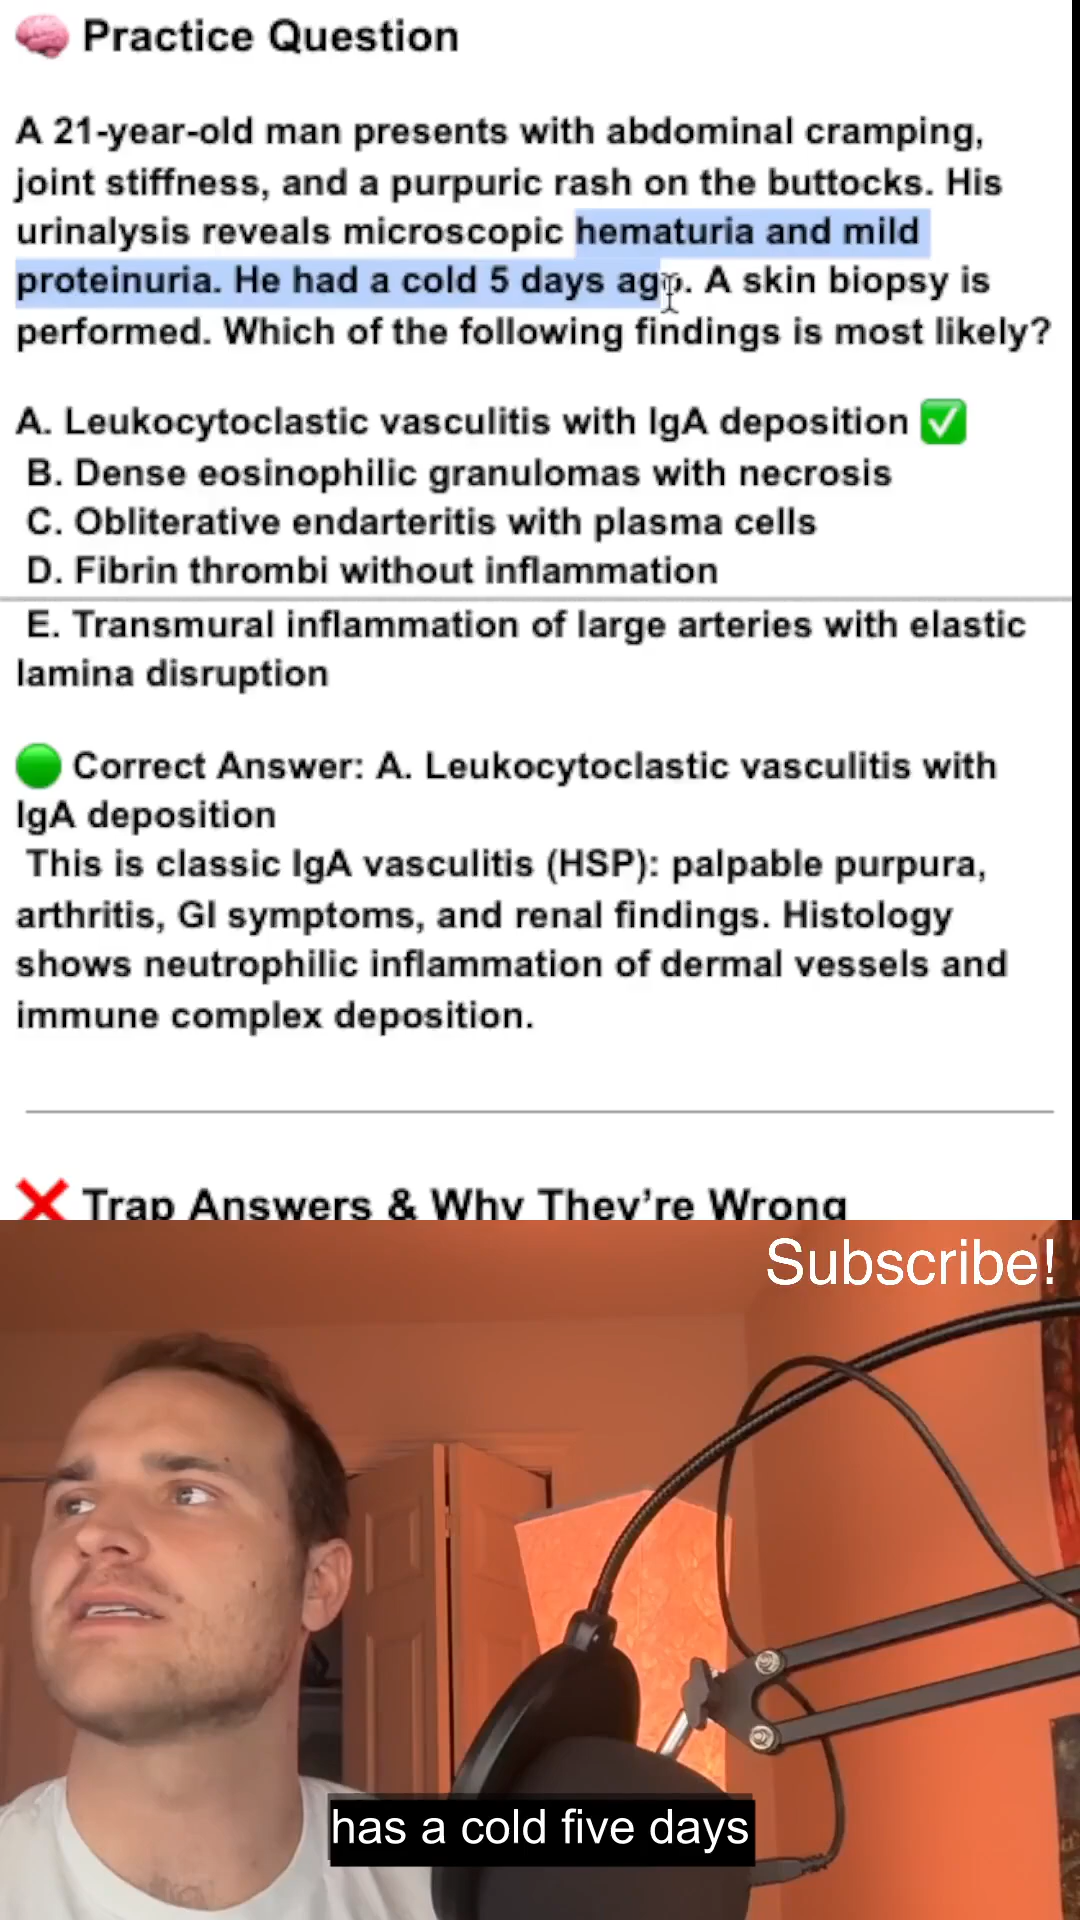 🧠 Practice Question
A 21-year-old man presents with abdominal cramping,
joint stiffness, and a purpuric rash on the buttocks. His
urinalysis reveals microscopic hematuria and mild
proteinuria. He had a cold 5 days ago. A skin biopsy is
performed. Which of the following findings is most likely?
A. Leukocytoclastic vasculitis with IgA deposition ✅
B. Dense eosinophilic granulomas with necrosis
C. Obliterative endarteritis with plasma cells
D. Fibrin thrombi without inflammation
E. Transmural inflammation of large arteries with elastic
lamina disruption
🟢 Correct Answer: A. Leukocytoclastic vasculitis with
IgA deposition
This is classic IgA vasculitis (HSP): palpable purpura,
arthritis, GI symptoms, and renal findings. Histology
shows neutrophilic inflammation of dermal vessels and
immune complex deposition.
❌ Trap Answers & Why They're Wrong
Subscribe!
has a cold five days